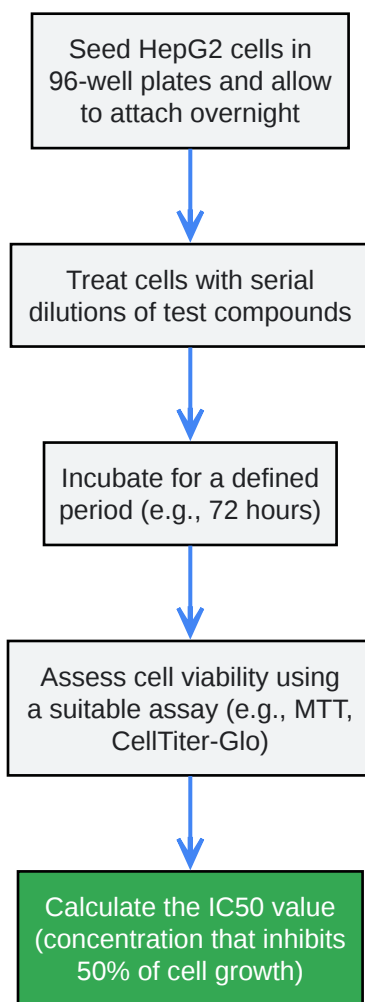 Seed HepG2 cells in
96-well plates and allow
to attach overnight
Treat cells with serial
dilutions of test compounds
Incubate for a defined
period (e.g., 72 hours)
Assess cell viability using
a suitable assay (e.g., MTT,
CellTiter-Glo)
Calculate the IC50 value
(concentration that inhibits
50% of cell growth)